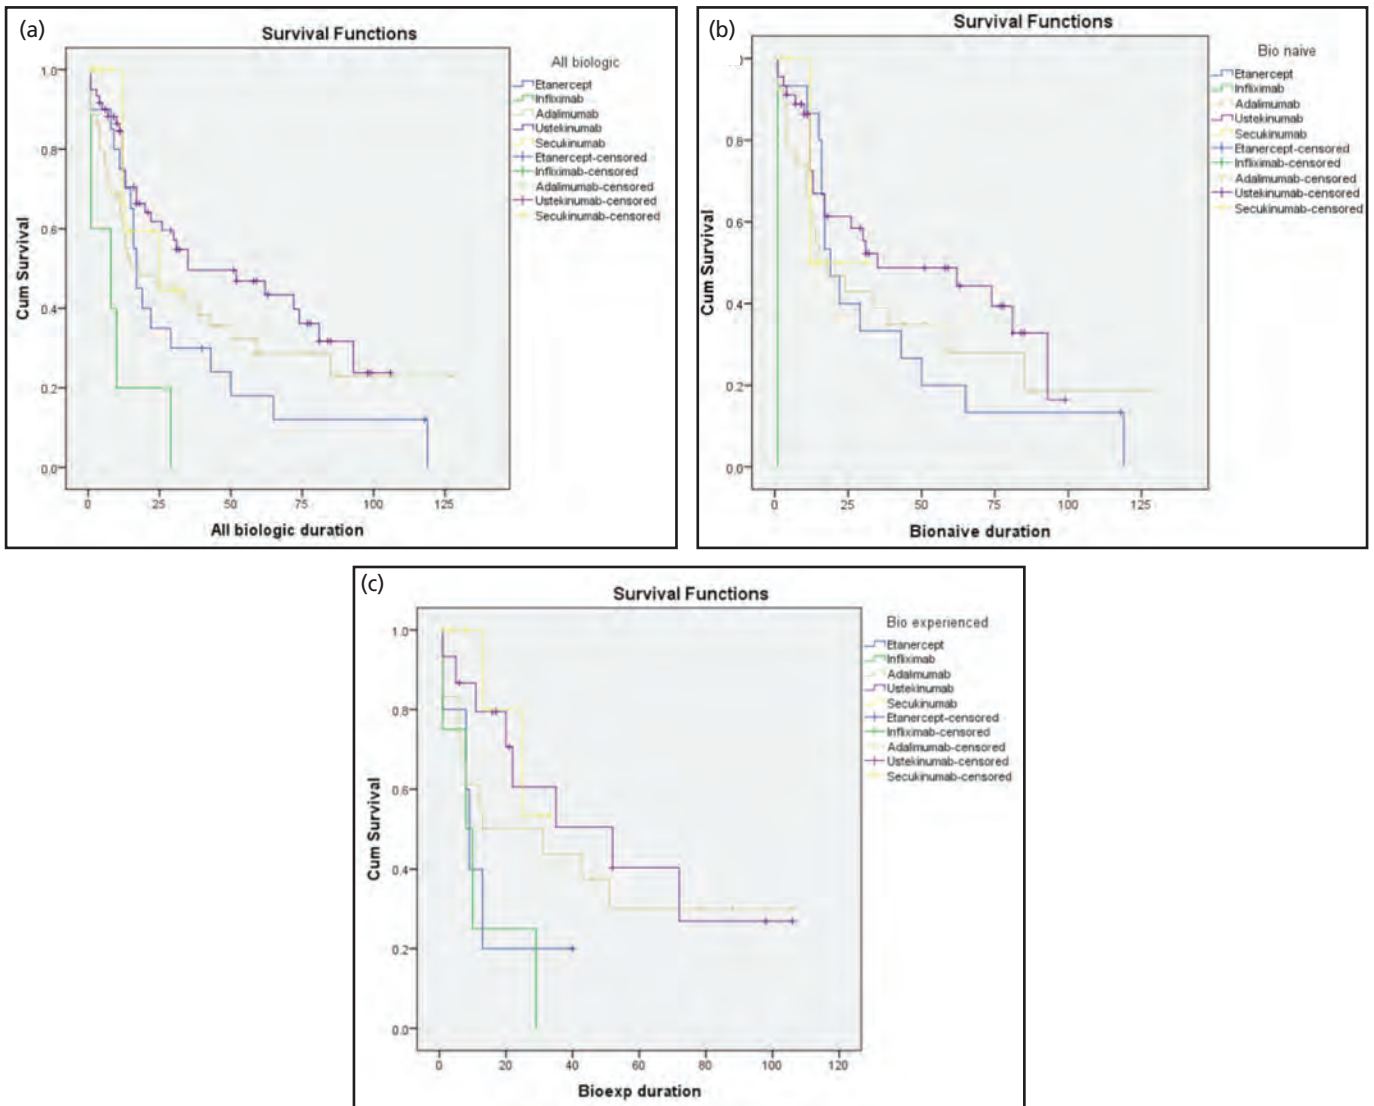 (a)
Survival Functions
Cum Survival
1.0
0.8
0.6
0.4
0.2
0.0
0 25 50 75 100 125
All biologic duration
All biologic
Etanercept
Infliximab
Adalimumab
Ustekinumab
Secukinumab
Etanercept-censored
Infliximab-censored
Adalimumab-censored
Ustekinumab-censored
Secukinumab-censored
(b)
Survival Functions
Cum Survival
0.8
0.6
0.4
0.2
0.0
0 25 50 75 100 125
Bionaive duration
Bio naive
Etanercept
Infliximab
Adalimumab
Ustekinumab
Secukinumab
Etanercept-censored
Infliximab-censored
Adalimumab-censored
Ustekinumab-censored
Secukinumab-censored
(c)
Survival Functions
Cum Survival
1.0
0.8
0.6
0.4
0.2
0.0
0 20 40 60 80 100 120
Bioexp duration
Bio experienced
Etanercept
Infliximab
Adalimumab
Ustekinumab
Secukinumab
Etanercept-censored
Infliximab-censored
Adalimumab-censored
Ustekinumab-censored
Secukinumab-censored